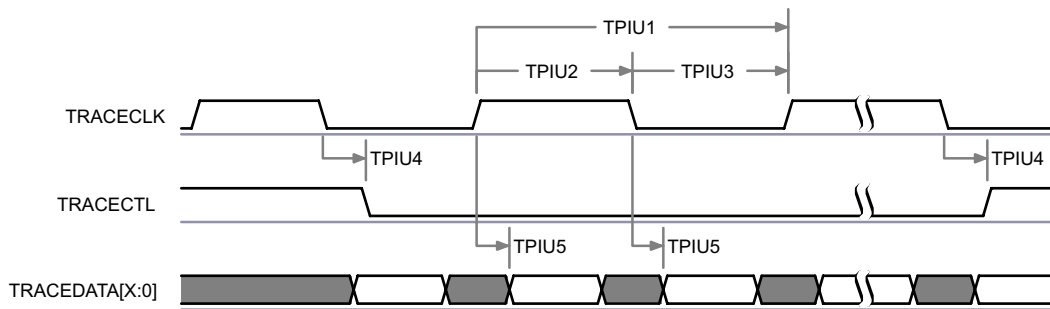 TPIU1
TPIU2
TPIU3
TRACECLK
TPIU4
TPIU4
TRACECTL
TPIU5
TPIU5
TRACEDATA[X:0]